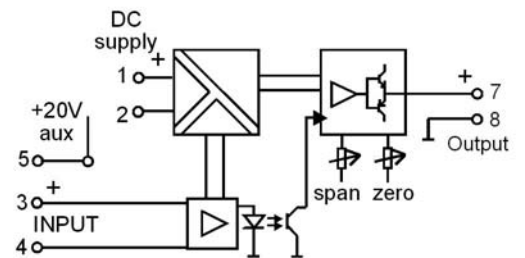 DC
supply
+
1
2
+20V
aux
5
3 +
INPUT
4
+
7
8
Output
span zero